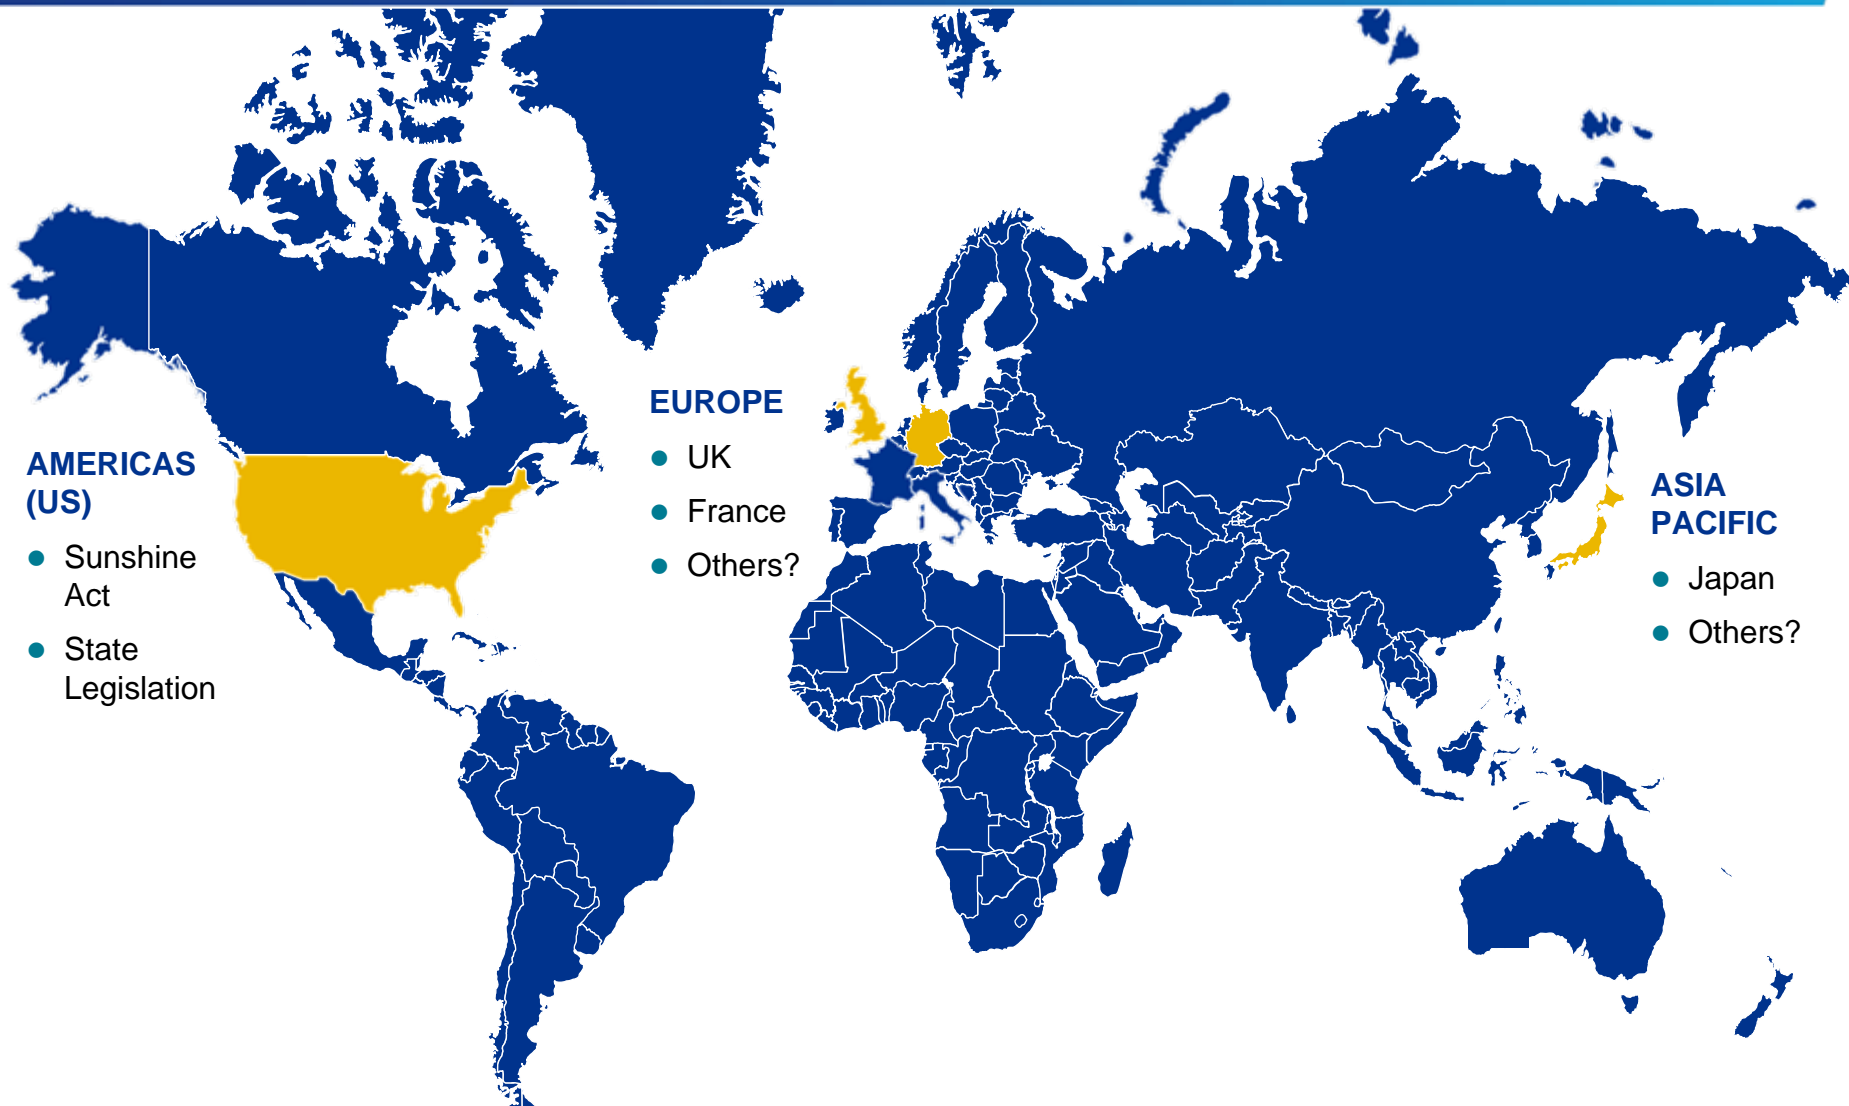 AMERICAS
(US)
● Sunshine
Act
● State
Legislation
EUROPE
● UK
● France
● Others?
ASIA
PACIFIC
● Japan
● Others?